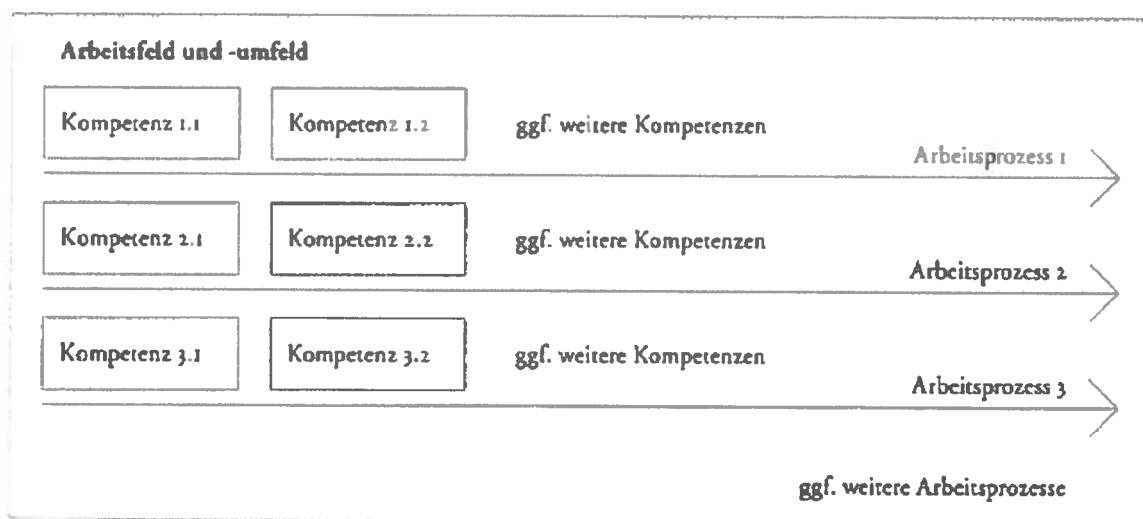 Arbeitsfeld und -umfeld
Kompetenz 1.1 Kompetenz 1.2 ggf. weitere Kompetenzen
Arbeitsprozess 1
Kompetenz 2.1 Kompetenz 2.2 ggf. weitere Kompetenzen
Arbeitsprozess 2
Kompetenz 3.1 Kompetenz 3.2 ggf. weitere Kompetenzen
Arbeitsprozess 3
ggf. weitere Arbeitsprozesse